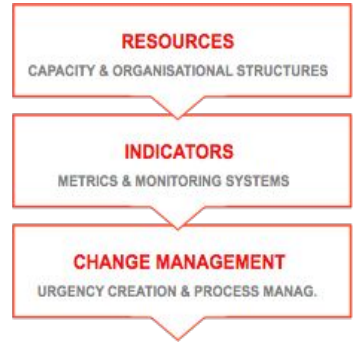 RESOURCES
CAPACITY & ORGANISATIONAL STRUCTURES
INDICATORS
METRICS & MONITORING SYSTEMS
CHANGE MANAGEMENT
URGENCY CREATION & PROCESS MANAG.